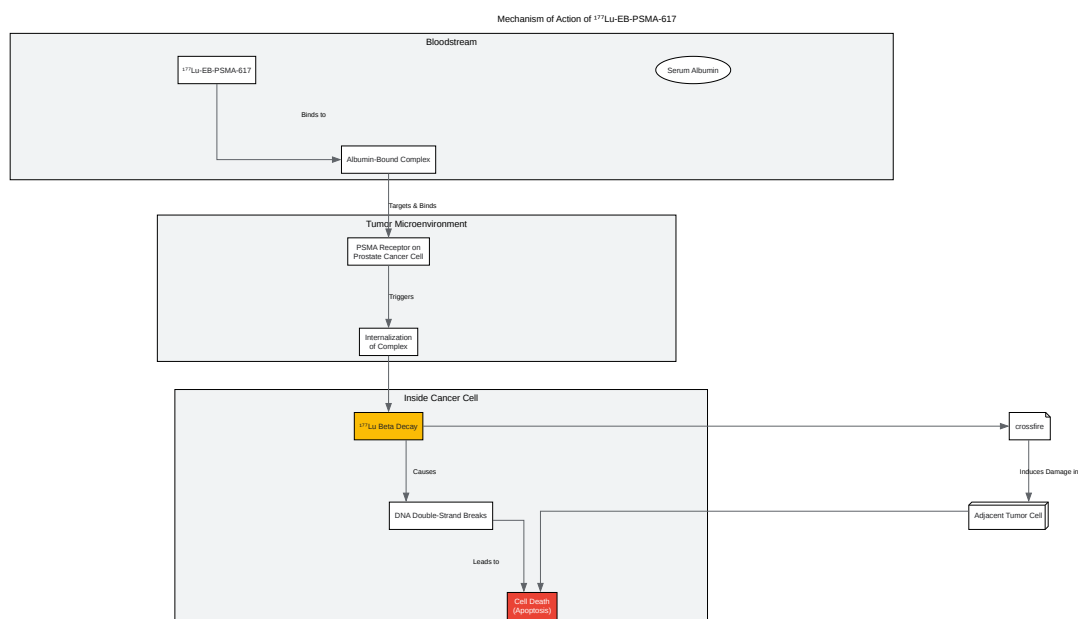 Mechanism of Action of ¹⁷⁷Lu-EB-PSMA-617
Bloodstream
¹⁷⁷Lu-EB-PSMA-617
Serum Albumin
Binds to
Albumin-Bound Complex
Targets & Binds
Tumor Microenvironment
PSMA Receptor on
Prostate Cancer Cell
Triggers
Internalization
of Complex
Inside Cancer Cell
¹⁷⁷Lu Beta Decay
crossfire
Causes
Induces Damage in
DNA Double-Strand Breaks
Adjacent Tumor Cell
Leads to
Cell Death
(Apoptosis)